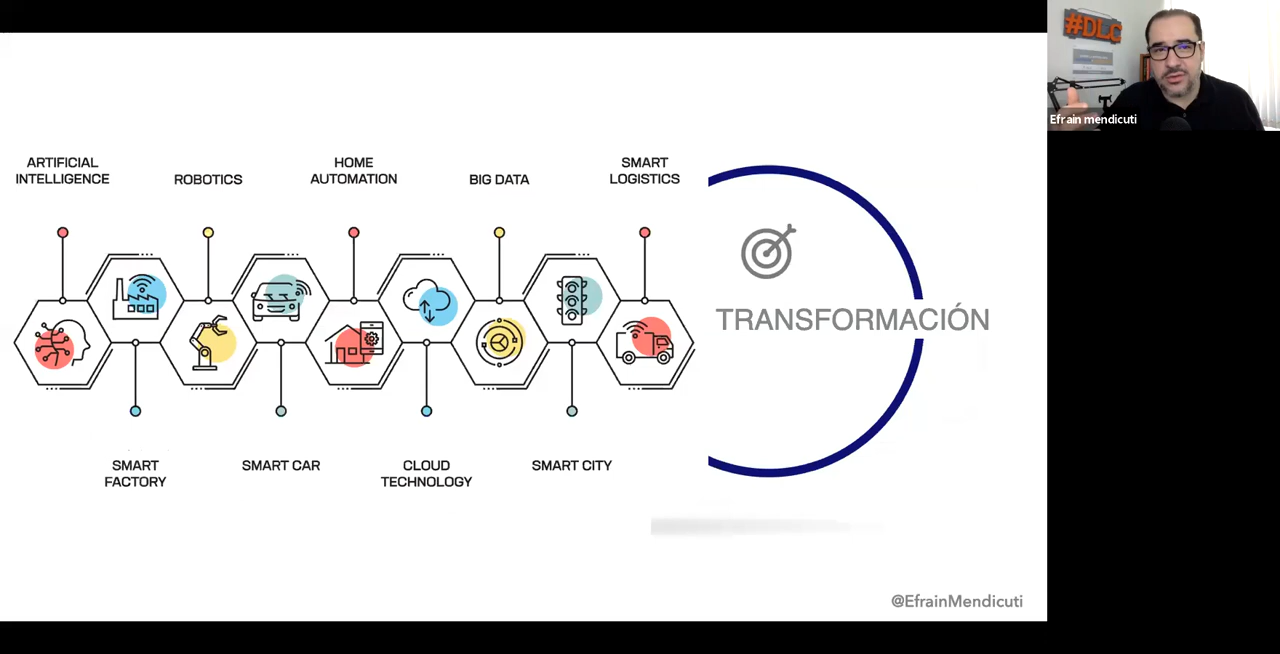 #DLC
Efrain mendicuti
ARTIFICIAL
INTELLIGENCE
ROBOTICS
HOME
AUTOMATION
BIG DATA
SMART
LOGISTICS
TRANSFORMACIÓN
SMART
FACTORY
SMART CAR
CLOUD
TECHNOLOGY
SMART CITY
@EfrainMendicuti